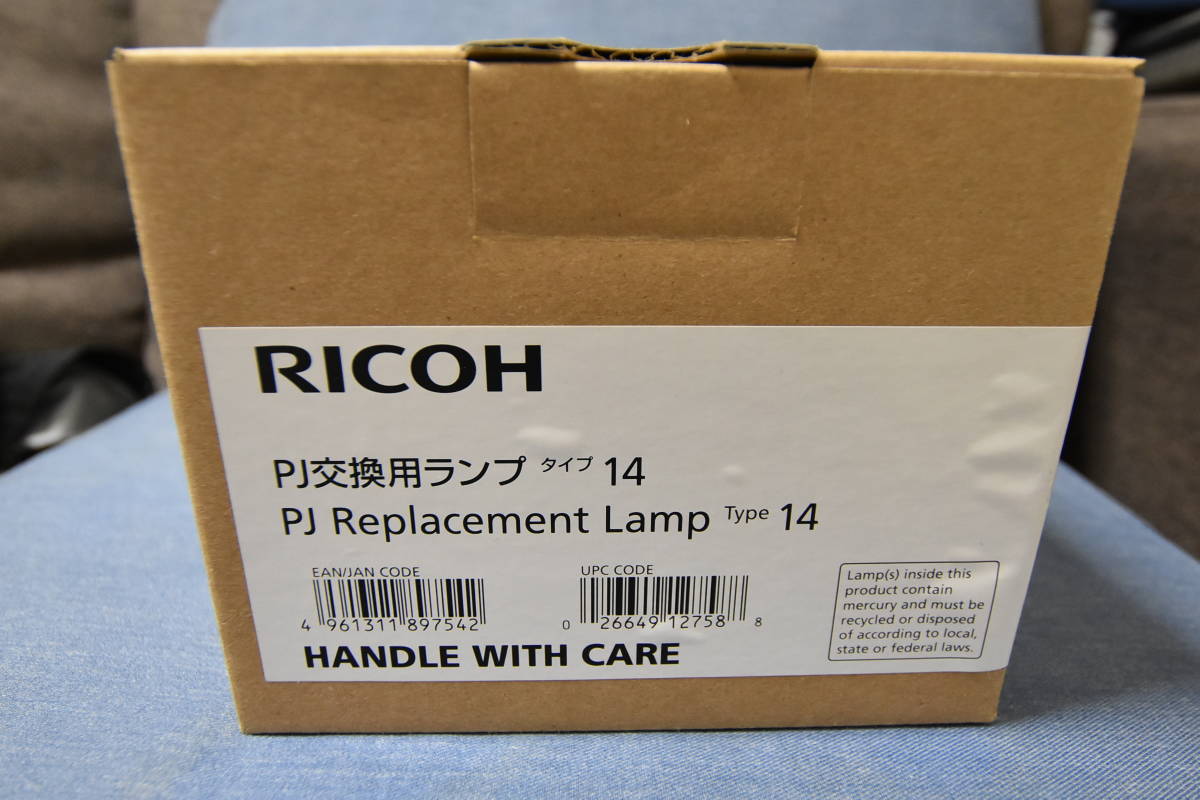 RICOH
PJ交換用ランプ タイプ 14
PJ Replacement Lamp Type 14
EAN/JAN CODE
4 961311 897542
UPC CODE
0 26649 12758 8
HANDLE WITH CARE
Lamp(s) inside this
product contain
mercury and must be
recycled or disposed
of according to local,
state or federal laws.